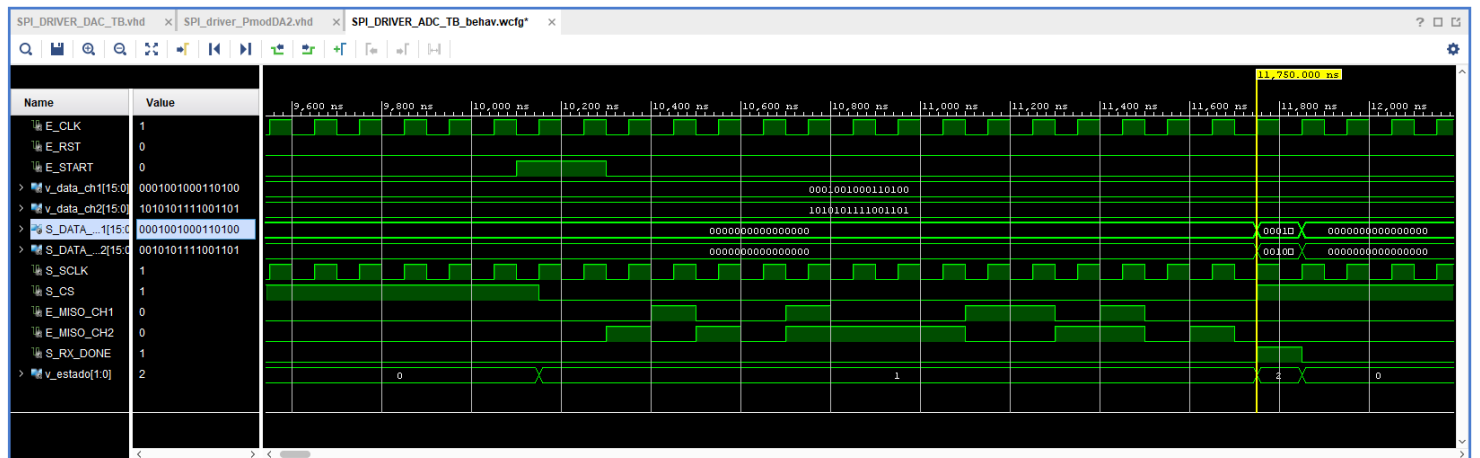 SPI_DRIVER_DAC_TB.vhd × SPI_driver_PmodDA2.vhd × SPI_DRIVER_ADC_TB_behav.wcfg* ×
11,750.000 ns
Name Value
9,600 ns 9,800 ns 10,000 ns 10,200 ns 10,400 ns 10,600 ns 10,800 ns 11,000 ns 11,200 ns 11,400 ns 11,600 ns 11,800 ns 12,000 ns
E_CLK 1
E_RST 0
E_START 0
v_data_ch1[15:0] 0001001000110100 0001001000110100
v_data_ch2[15:0] 1010101111001101 1010101111001101
S_DATA_...1[15:0 0001001000110100 0000000000000000 0001 0000000000000000
S_DATA_...2[15:0 0010101111001101 0000000000000000 0010 0000000000000000
S_SCLK 1
S_CS 1
E_MISO_CH1 0
E_MISO_CH2 0
S_RX_DONE 1
v_estado[1:0] 2 0 1 2 0